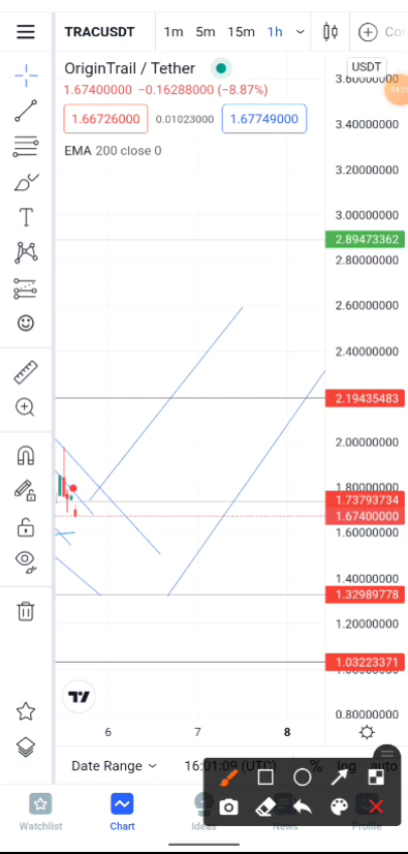 TRACUSDT 1m 5m 15m 1h
OriginTrail / Tether
USDT
1.67400000 −0.16288000 (−8.87%)
1.66726000 0.01023000 1.67749000
EMA 200 close 0
3.40000000
3.20000000
3.00000000
2.89473362
2.80000000
2.60000000
2.40000000
2.19435483
2.00000000
1.80000000
1.73793734
1.67400000
1.60000000
1.40000000
1.32989778
1.20000000
1.03223371
0.80000000
6 7 8
Date Range 16:01:09 (UTC) % log auto
Watchlist Chart Ideas News Profile